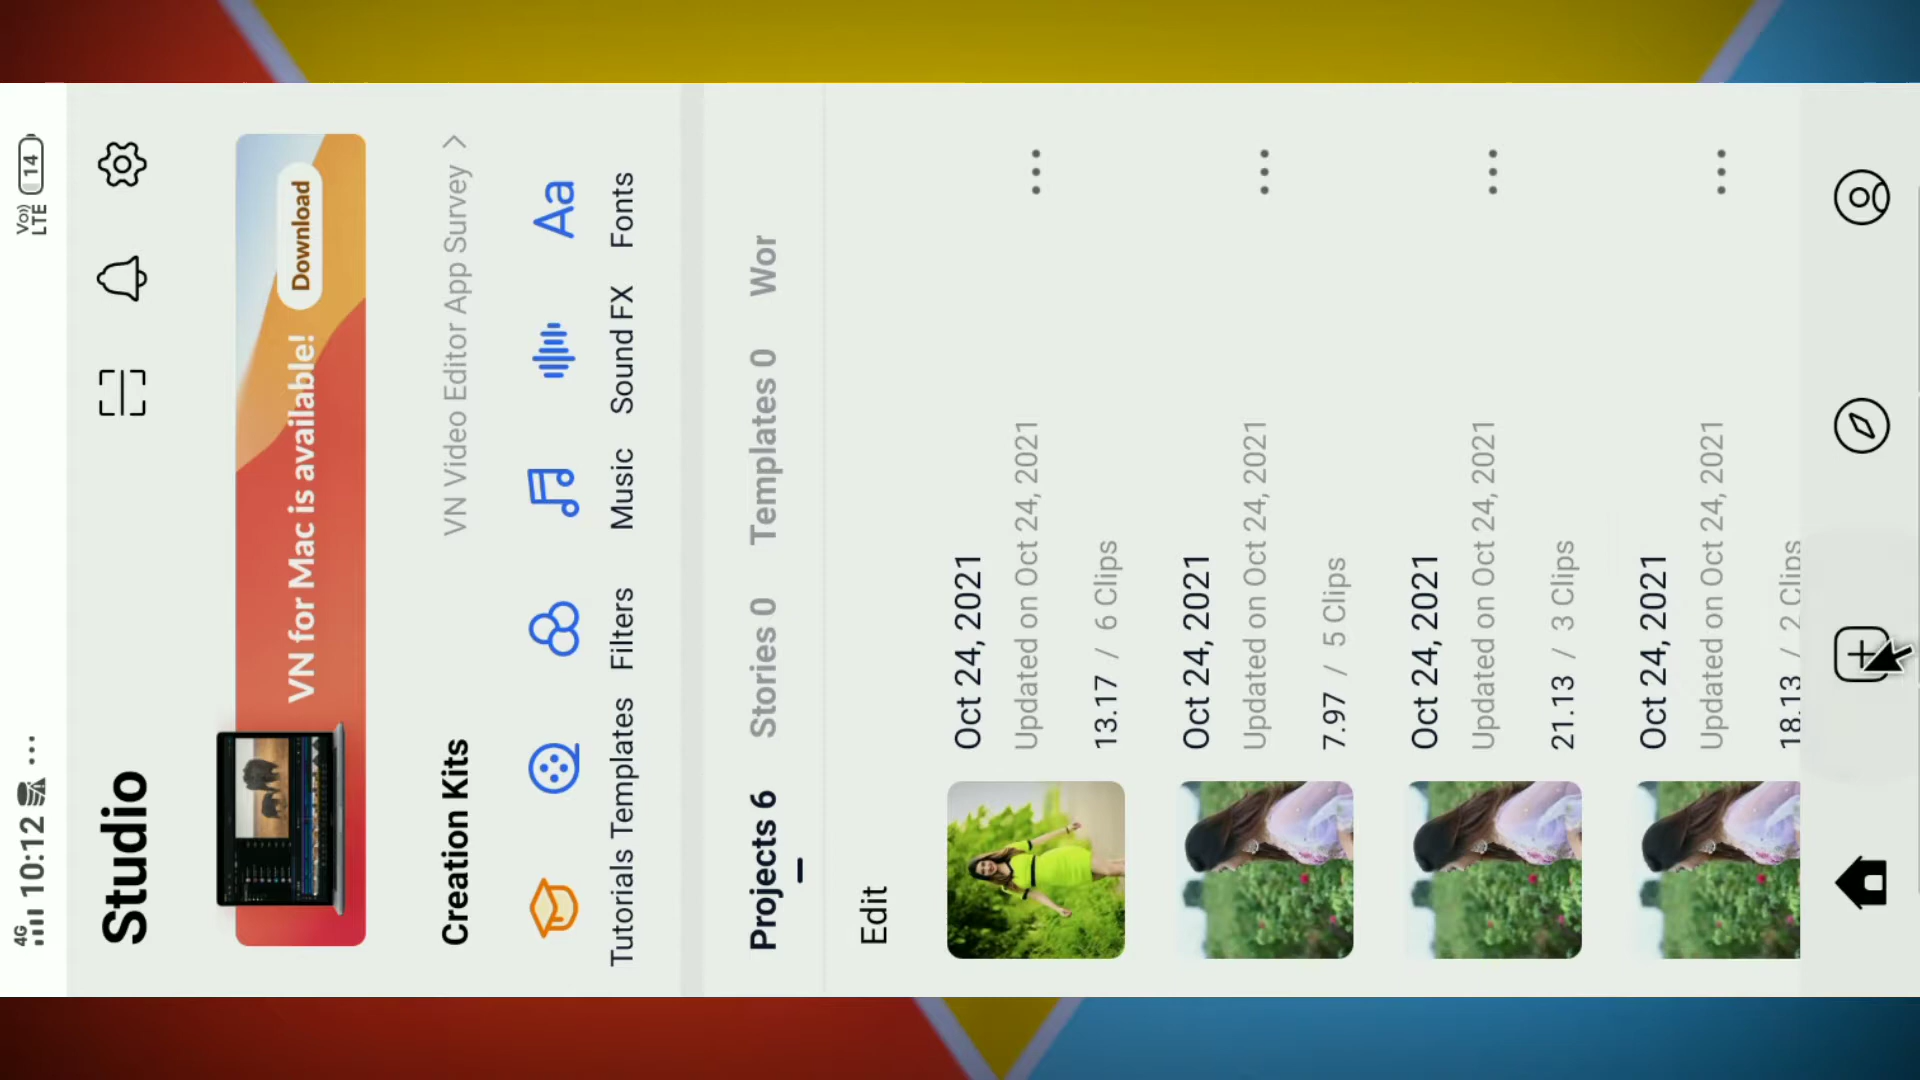 4G 10:12 ... Vo)) LTE 14
Studio
VN for Mac is available! Download
Creation Kits VN Video Editor App Survey >
Tutorials Templates Filters Music Sound FX Fonts
Projects 6 Stories 0 Templates 0 Wor
Edit
Oct 24, 2021
Updated on Oct 24, 2021
13.17 / 6 Clips
Oct 24, 2021
Updated on Oct 24, 2021
7.97 / 5 Clips
Oct 24, 2021
Updated on Oct 24, 2021
21.13 / 3 Clips
Oct 24, 2021
Updated on Oct 24, 2021
18.13 / 2 Clips